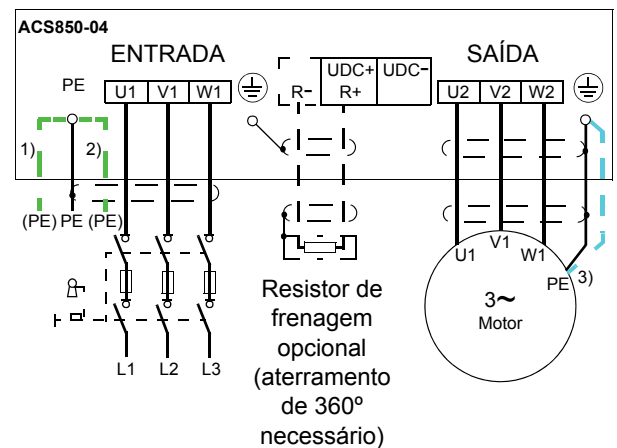 ACS850-04
ENTRADA
SAÍDA
PE
U1 V1 W1
R–
UDC+ UDC–
R+
U2 V2 W2
1)
2)
(PE) PE (PE)
U1
V1
W1
PE
3)
3~
Motor
L1 L2 L3
Resistor de
frenagem
opcional
(aterramento
de 360º
necessário)